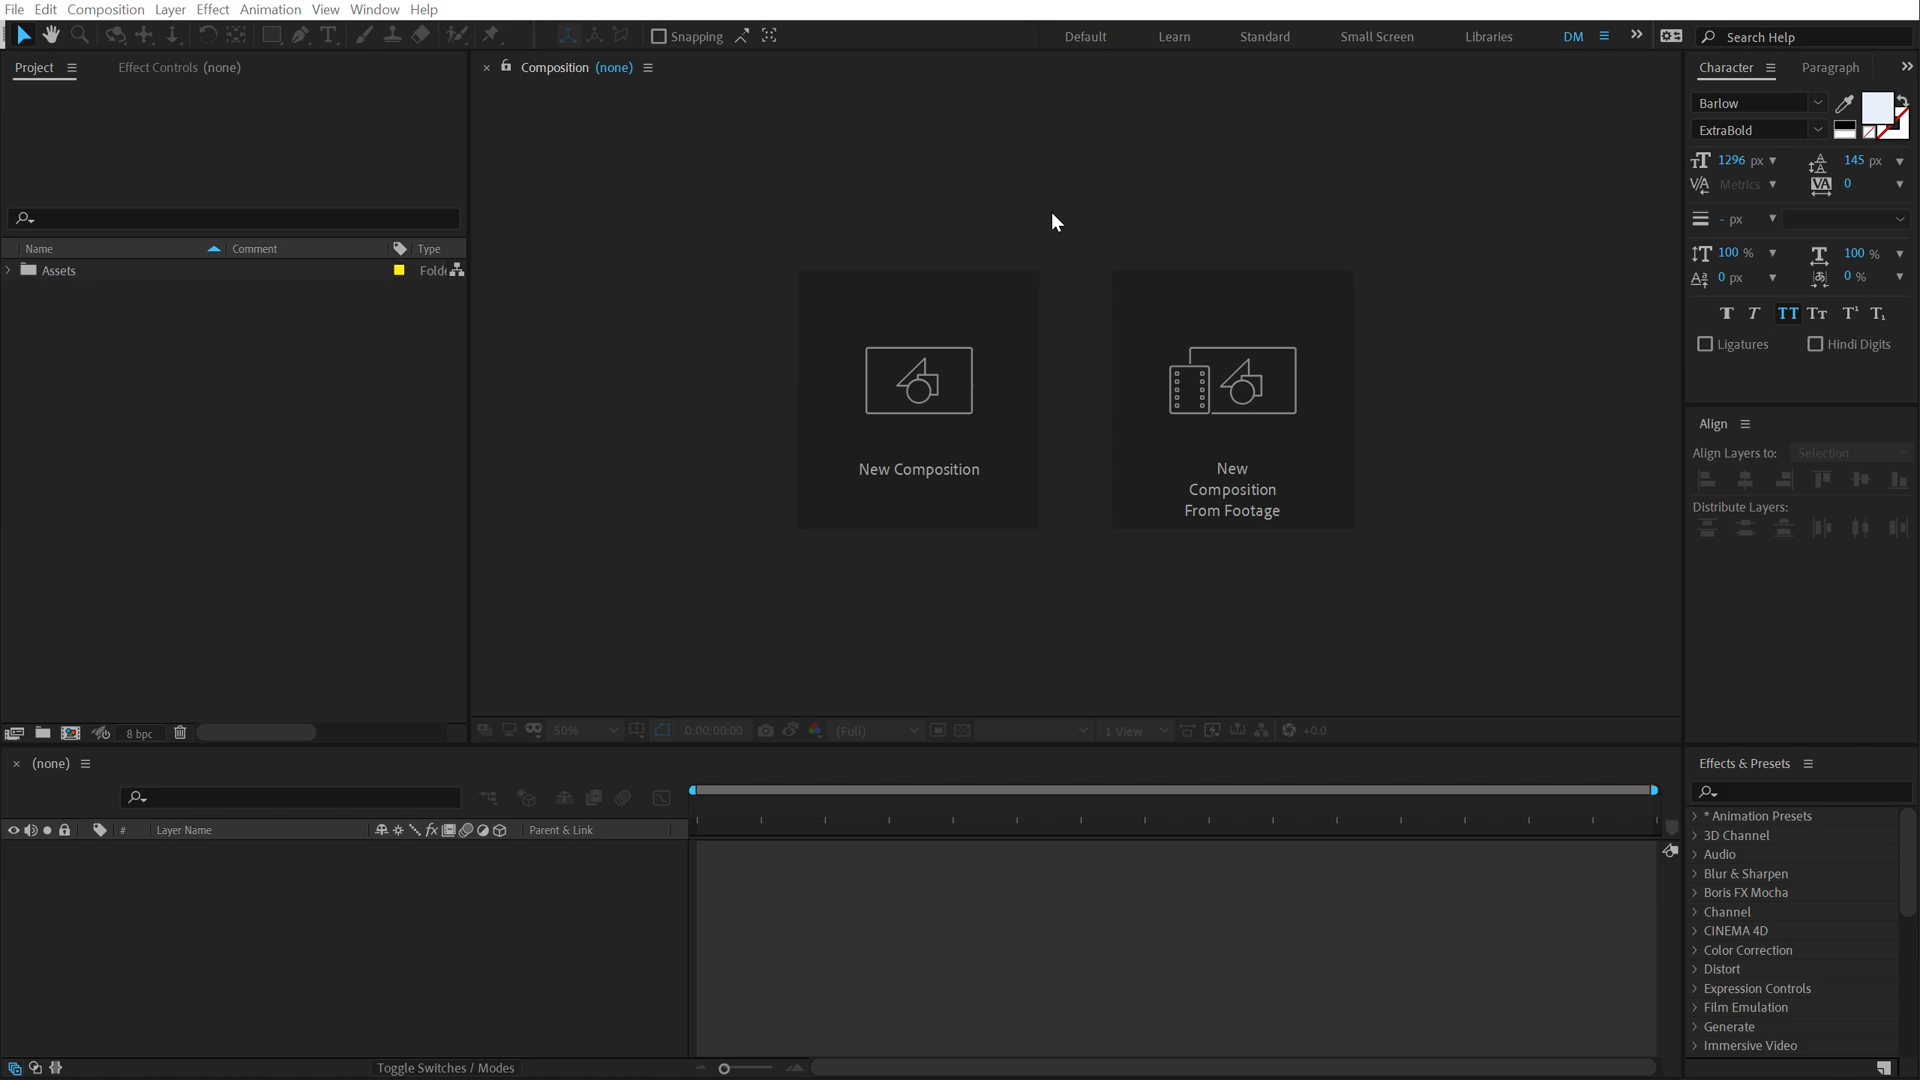 File Edit Composition Layer Effect Animation View Window Help
Snapping
Default Learn Standard Small Screen Libraries DM
Search Help
Project
Effect Controls (none)
Composition (none)
Character
Paragraph
Barlow
ExtraBold
1296 px
145 px
Metrics
0
- px
100 %
100 %
0 px
0 %
Ligatures
Hindi Digits
Name
Comment
Type
Assets
Folde
New Composition
New
Composition
From Footage
Align
Align Layers to:
Selection
Distribute Layers:
8 bpc
50%
0:00:00:00
(Full)
1 View
+0.0
(none)
# Layer Name
Parent & Link
Toggle Switches / Modes
Effects & Presets
* Animation Presets
3D Channel
Audio
Blur & Sharpen
Boris FX Mocha
Channel
CINEMA 4D
Color Correction
Distort
Expression Controls
Film Emulation
Generate
Immersive Video